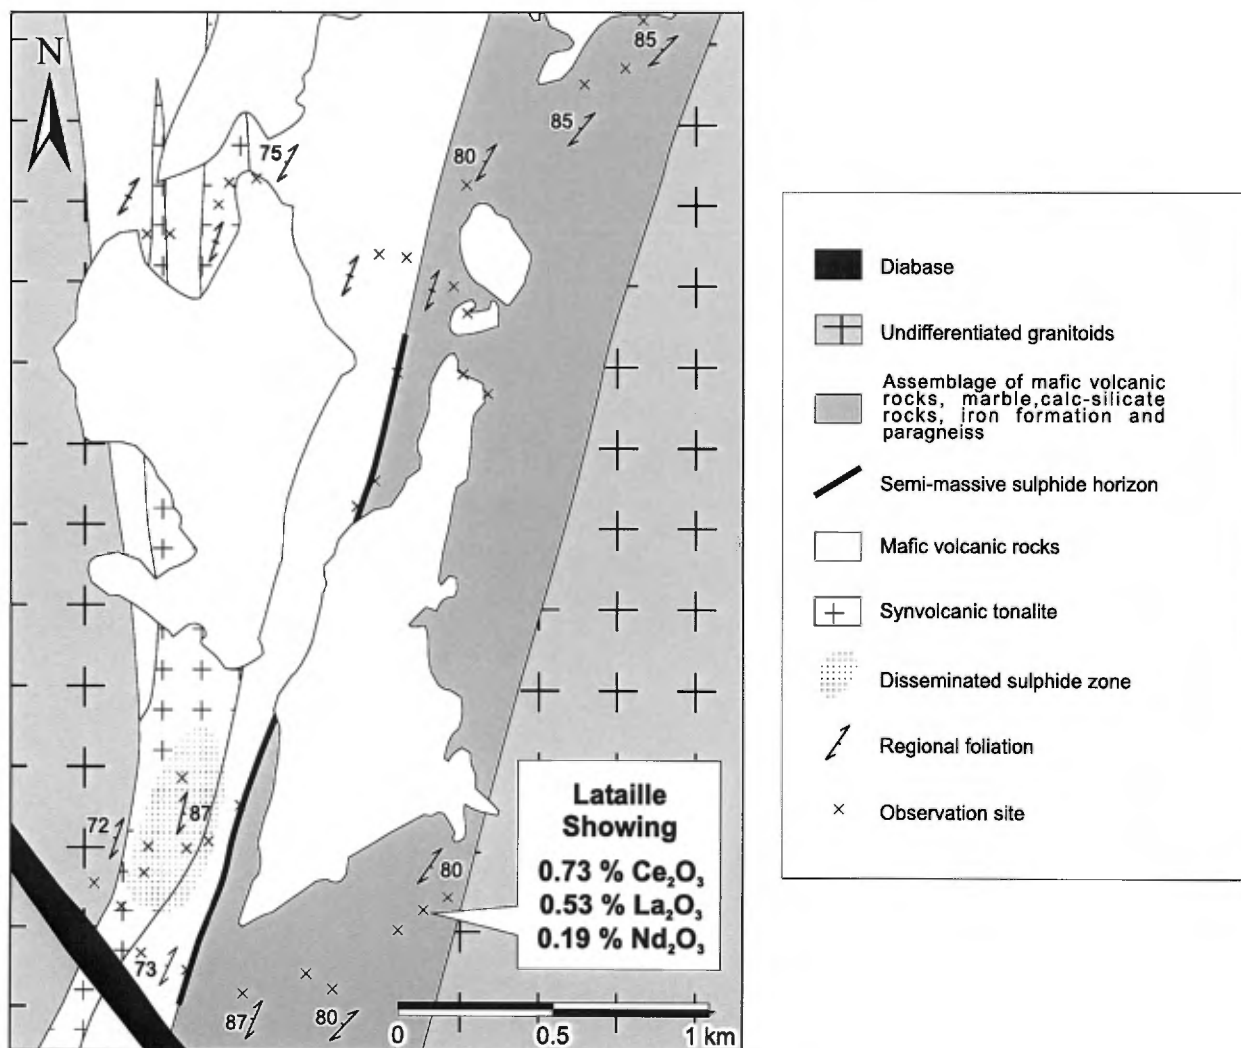 N
85
85
80
75
87
72
80
73
87
80
Lataille
Showing
0.73 % Ce₂O₃
0.53 % La₂O₃
0.19 % Nd₂O₃
0 0.5 1 km
Diabase
Undifferentiated granitoids
Assemblage of mafic volcanic
rocks, marble,calc-silicate
rocks, iron formation and
paragneiss
Semi-massive sulphide horizon
Mafic volcanic rocks
Synvolcanic tonalite
Disseminated sulphide zone
Regional foliation
Observation site